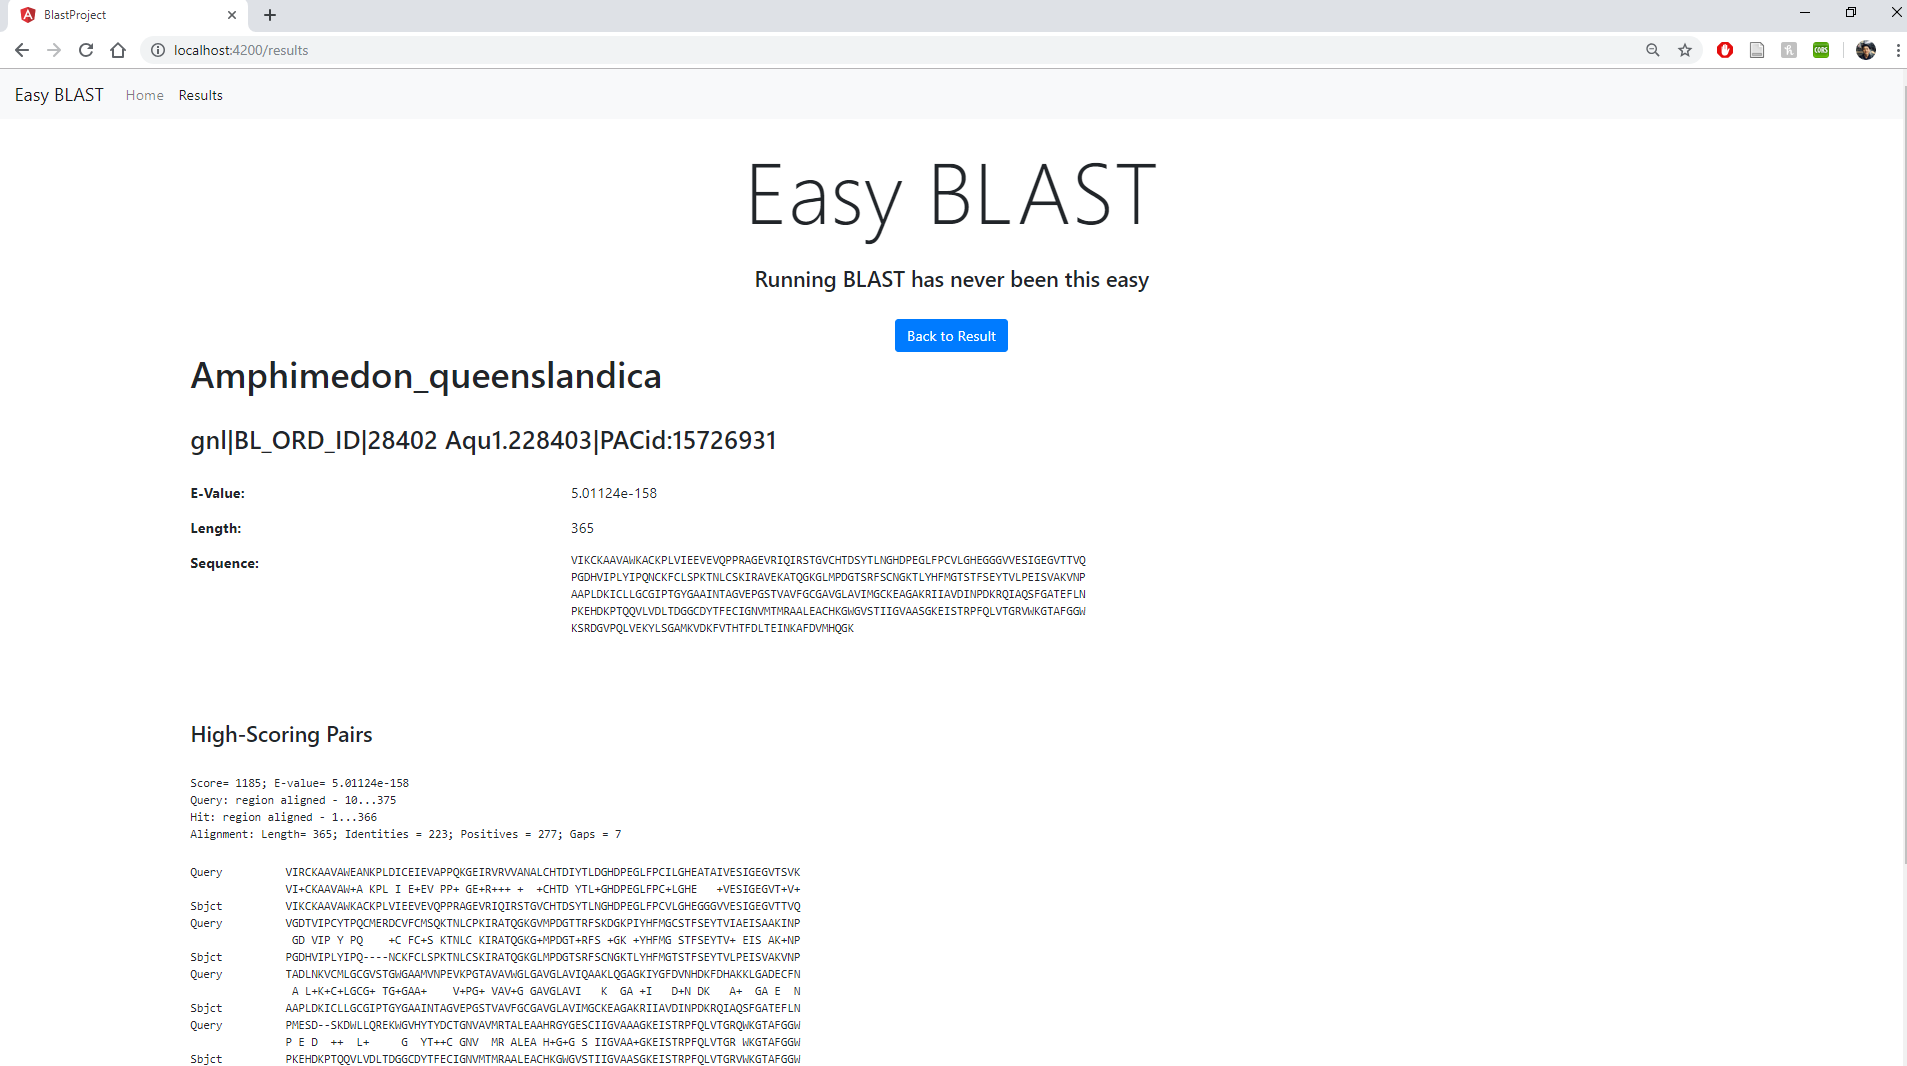 BlastProject
localhost:4200/results
CORS
Easy BLAST Home Results
Easy BLAST
Running BLAST has never been this easy
Back to Result
Amphimedon_queenslandica
gnl|BL_ORD_ID|28402 Aqu1.228403|PACid:15726931
E-Value: 5.01124e-158
Length: 365
Sequence: VIKCKAAVAWKACKPLVIEEVEVQPPRAGEVRIQIRSTGVCHTDSYTLNGHDPEGLFPCVLGHEGGGVVESIGEGVTTVQ
PGDHVIPLYIPQNCKFCLSPKTNLCSKIRAVEKATQGKGLMPDGTSRFSCNGKTLYHFMGTSTFSEYTVLPEISVAKVNP
AAPLDKICLLGCGIPTGYGAAINTAGVEPGSTVAVFGCGAVGLAVIMGCKEAGAKRIIAVDINPDKRQIAQSFGATEFLN
PKEHDKPTQQVLVDLTDGGCDYTFECIGNVMTMRAALEACHKGWGVSTIIGVAASGKEISTRPFQLVTGRVWKGTAFGGW
KSRDGVPQLVEKYLSGAMKVDKFVTHTFDLTEINKAFDVMHQGK
High-Scoring Pairs
Score= 1185; E-value= 5.01124e-158
Query: region aligned - 10...375
Hit: region aligned - 1...366
Alignment: Length= 365; Identities = 223; Positives = 277; Gaps = 7
Query VIRCKAAVAWEANKPLDICEIEVAPPQKGEIRVRVVANALCHTDIYTLDGHDPEGLFPCILGHEATAIVESIGEGVTSVK
VI+CKAAVAW+A KPL I E+EV PP+ GE+R+++ +  +CHTD YTL+GHDPEGLFPC+LGHE   +VESIGEGVT+V+
Sbjct VIKCKAAVAWKACKPLVIEEVEVQPPRAGEVRIQIRSTGVCHTDSYTLNGHDPEGLFPCVLGHEGGGVVESIGEGVTTVQ
Query VGDTVIPCYTPQCMERDCVFCMSQKTNLCPKIRATQGKGVMPDGTTRFSKDGKPIYHFMGCSTFSEYTVIAEISAAKINP
GD VIP Y PQ    +C FC+S KTNLC KIRATQGKG+MPDGT+RFS +GK +YHFMG STFSEYTV+ EIS AK+NP
Sbjct PGDHVIPLYIPQ----NCKFCLSPKTNLCSKIRATQGKGLMPDGTSRFSCNGKTLYHFMGTSTFSEYTVLPEISVAKVNP
Query TADLNKVCMLGCGVSTGWGAAMVNPEVKPGTAVAVWGLGAVGLAVIQAAKLQGAGKIYGFDVNHDKFDHAKKLGADECFN
A L+K+C+LGCG+ TG+GAA+    V+PG+ VAV+G GAVGLAVI   K  GA +I   D+N DK   A+  GA E  N
Sbjct AAPLDKICLLGCGIPTGYGAAINTAGVEPGSTVAVFGCGAVGLAVIMGCKEAGAKRIIAVDINPDKRQIAQSFGATEFLN
Query PMESD--SKDWLLQREKWGVHYTYDCTGNVAVMRTALEAAHRGYGESCIIGVAAAGKEISTRPFQLVTGRQWKGTAFGGW
P E D  ++  L+     G  YT++C GNV  MR ALEA H+G+G S IIGVAA+GKEISTRPFQLVTGR WKGTAFGGW
Sbjct PKEHDKPTQQVLVDLTDGGCDYTFECIGNVMTMRAALEACHKGWGVSTIIGVAASGKEISTRPFQLVTGRVWKGTAFGGW